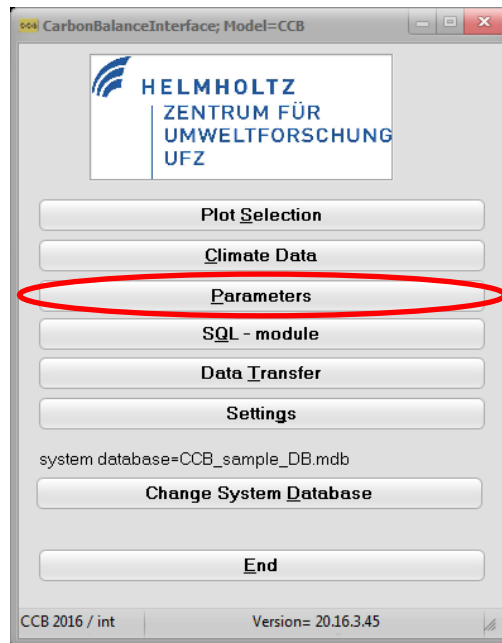 CarbonBalanceInterface; Model=CCB
HELMHOLTZ
ZENTRUM FÜR
UMWELTFORSCHUNG
UFZ
Plot Selection
Climate Data
Parameters
SQL - module
Data Transfer
Settings
system database=CCB_sample_DB.mdb
Change System Database
End
CCB 2016 / int
Version= 20.16.3.45